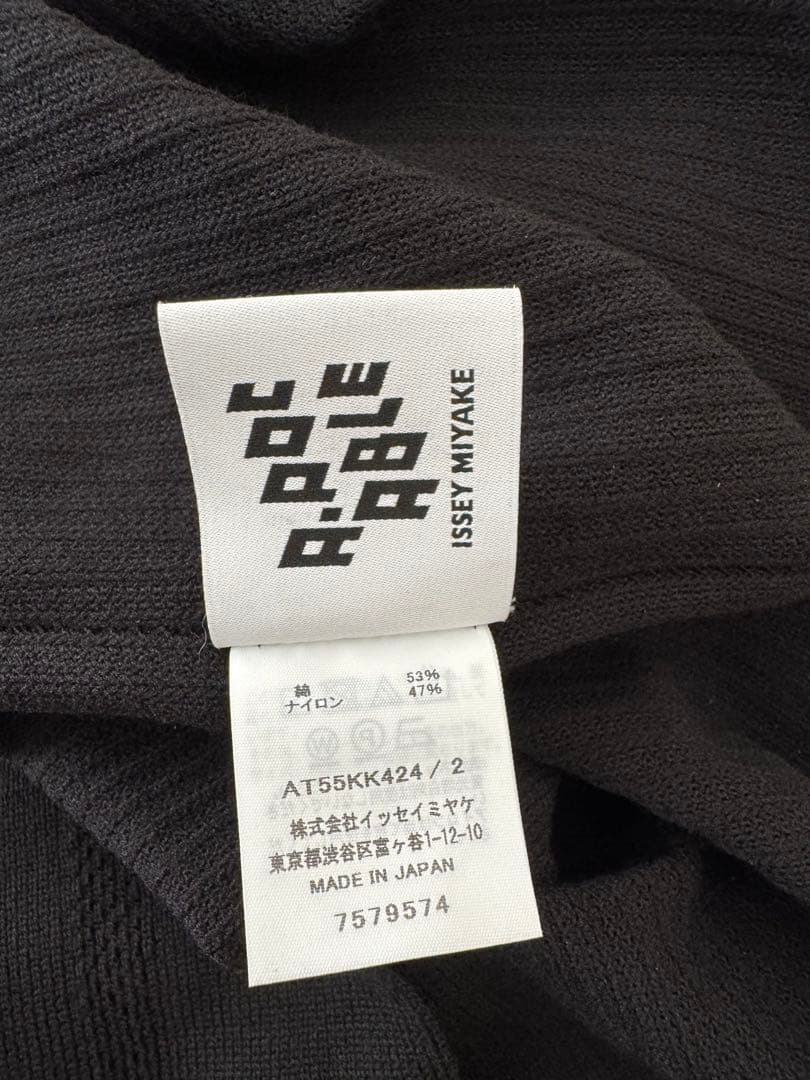 A-POC
ABLE
ISSEY MIYAKE
綿 53%
ナイロン 47%
AT55KK424 / 2
株式会社イッセイミヤケ
東京都渋谷区富ヶ谷1-12-10
MADE IN JAPAN
7579574